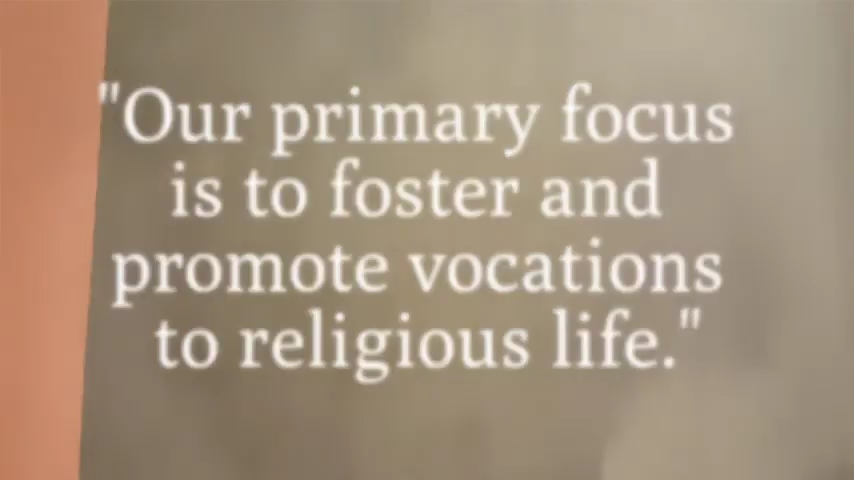 "Our primary focus
is to foster and
promote vocations
to religious life."